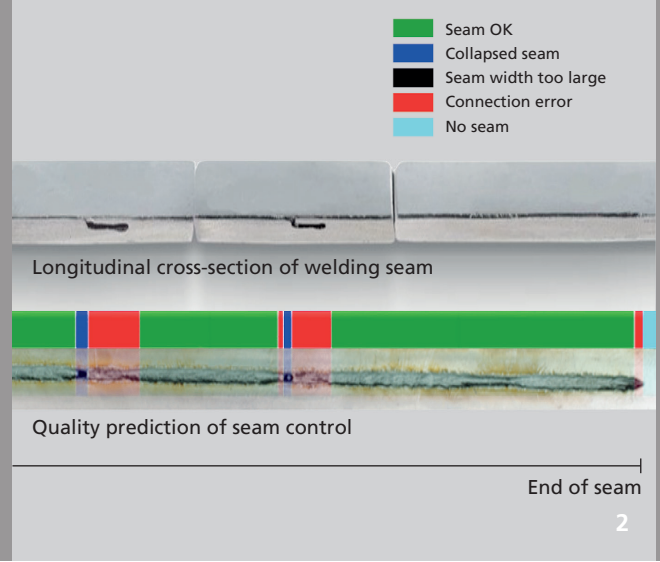 Seam OK
Collapsed seam
Seam width too large
Connection error
No seam
Longitudinal cross-section of welding seam
Quality prediction of seam control
End of seam
2